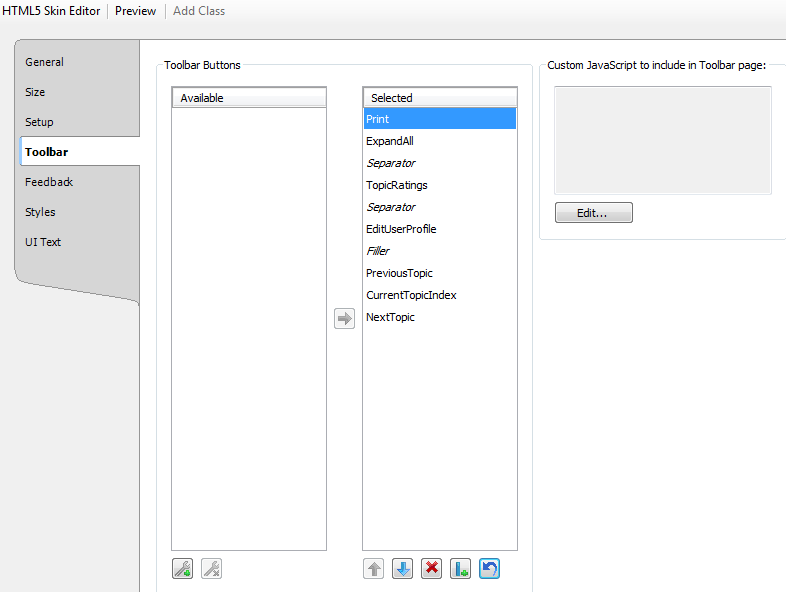 HTML5 Skin Editor Preview Add Class
General
Size
Setup
Toolbar
Feedback
Styles
UI Text
Toolbar Buttons
Available
Selected
Print
ExpandAll
Separator
TopicRatings
Separator
EditUserProfile
Filler
PreviousTopic
CurrentTopicIndex
NextTopic
Custom JavaScript to include in Toolbar page:
Edit...